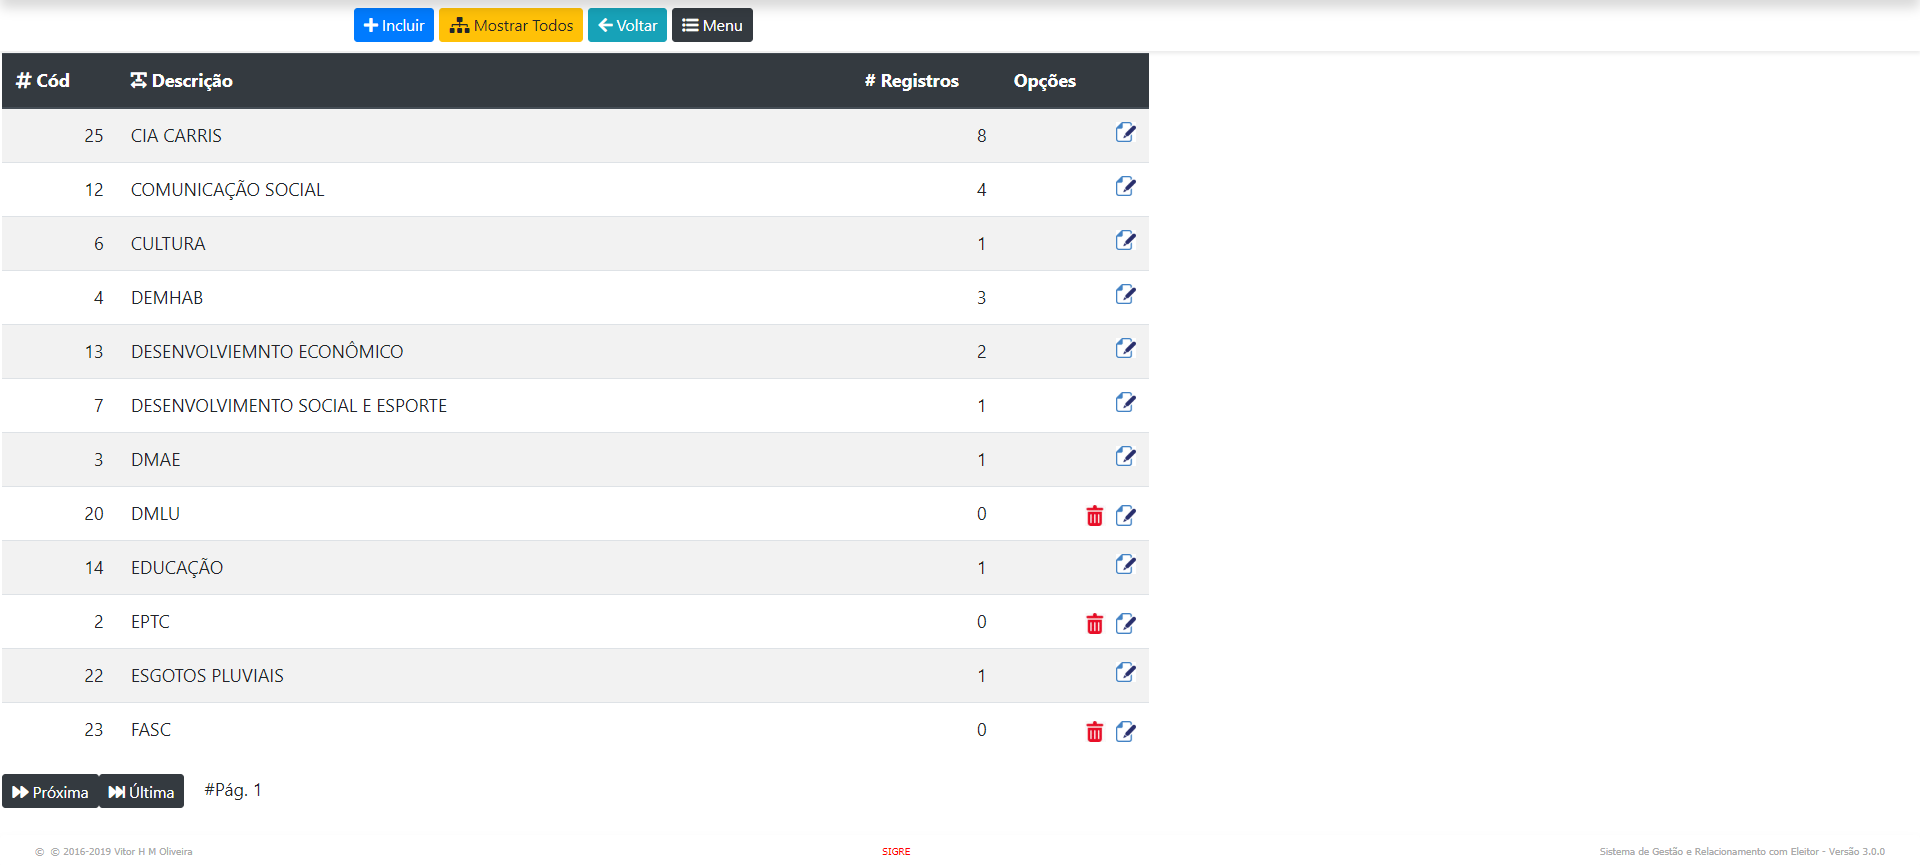 Incluir Mostrar Todos Voltar Menu
# Cód Descrição # Registros Opções
25 CIA CARRIS 8
12 COMUNICAÇÃO SOCIAL 4
6 CULTURA 1
4 DEMHAB 3
13 DESENVOLVIEMNTO ECONÔMICO 2
7 DESENVOLVIMENTO SOCIAL E ESPORTE 1
3 DMAE 1
20 DMLU 0
14 EDUCAÇÃO 1
2 EPTC 0
22 ESGOTOS PLUVIAIS 1
23 FASC 0
Próxima Última #Pág. 1
© © 2016-2019 Vitor H M Oliveira SIGRE Sistema de Gestão e Relacionamento com Eleitor - Versão 3.0.0